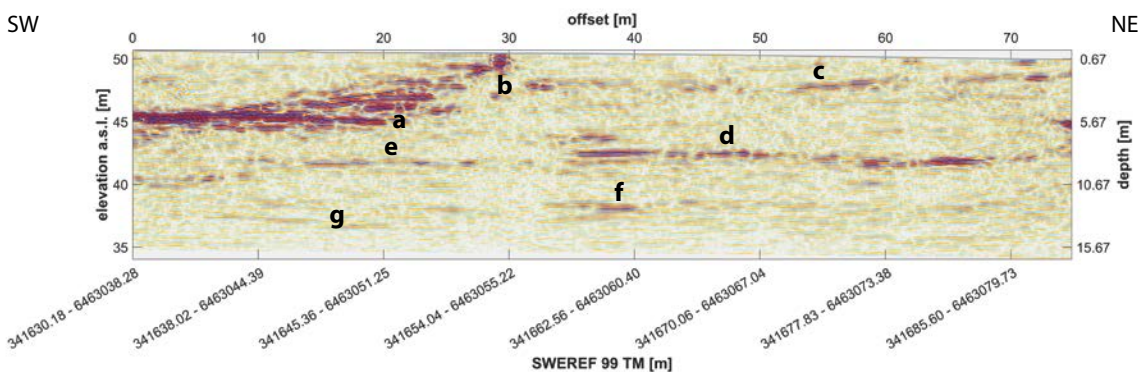 SW
NE
offset [m]
0 10 20 30 40 50 60 70
elevation a.s.l. [m]
50
45
40
35
depth [m]
0.67
5.67
10.67
15.67
c
b
a
d
e
f
g
341630.18 - 6463038.28
341638.02 - 6463044.39
341645.36 - 6463051.25
341654.04 - 6463055.22
341662.56 - 6463060.40
341670.06 - 6463067.04
341677.83 - 6463073.38
341685.60 - 6463079.73
SWEREF 99 TM [m]